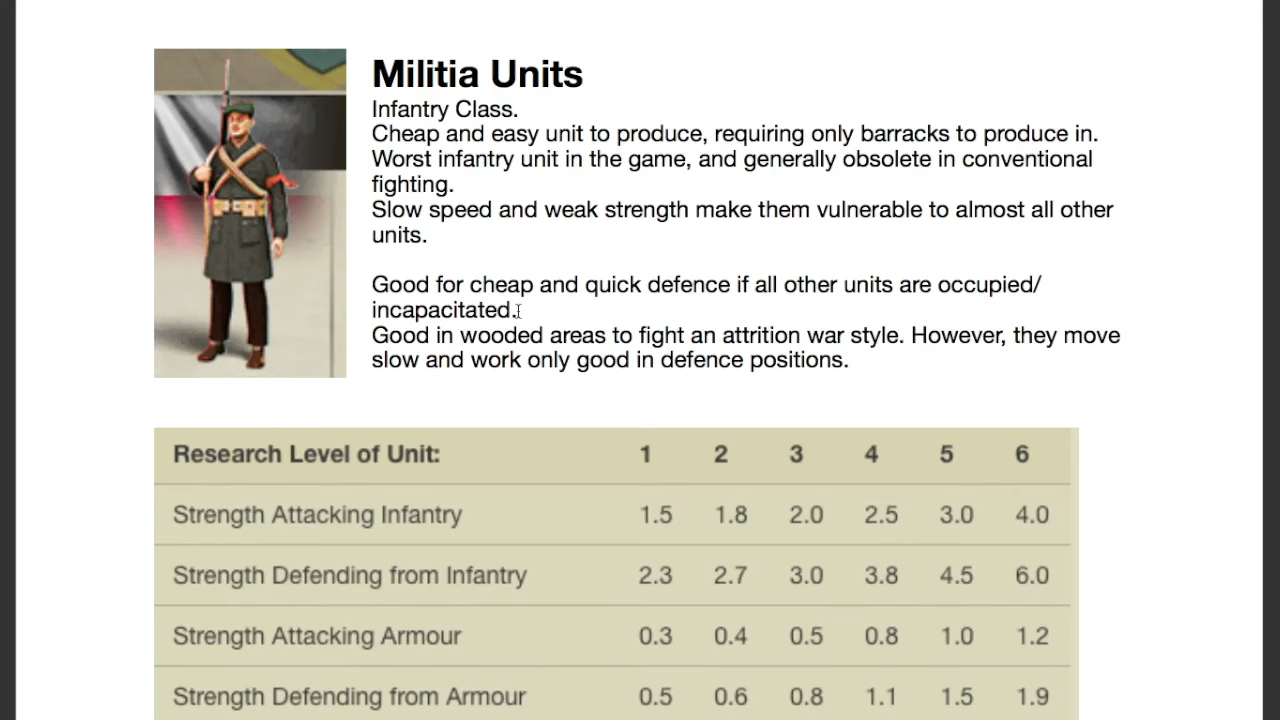 Militia Units
Infantry Class.
Cheap and easy unit to produce, requiring only barracks to produce in.
Worst infantry unit in the game, and generally obsolete in conventional
fighting.
Slow speed and weak strength make them vulnerable to almost all other
units.
Good for cheap and quick defence if all other units are occupied/
incapacitated.
Good in wooded areas to fight an attrition war style. However, they move
slow and work only good in defence positions.
Research Level of Unit: 1 2 3 4 5 6
Strength Attacking Infantry 1.5 1.8 2.0 2.5 3.0 4.0
Strength Defending from Infantry 2.3 2.7 3.0 3.8 4.5 6.0
Strength Attacking Armour 0.3 0.4 0.5 0.8 1.0 1.2
Strength Defending from Armour 0.5 0.6 0.8 1.1 1.5 1.9